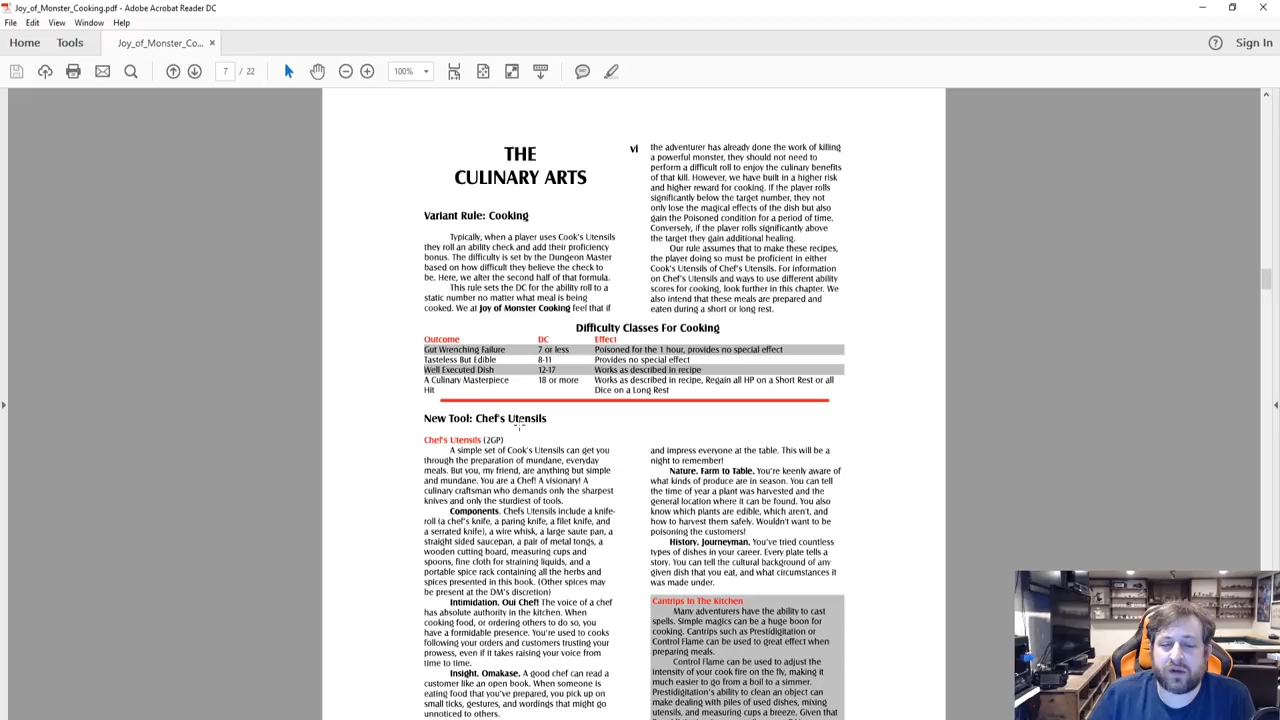 Joy_of_Monster_Cooking.pdf - Adobe Acrobat Reader DC
File Edit View Window Help
Home Tools Joy_of_Monster_Co... × Sign In
7 / 22 100%
THE
CULINARY ARTS
Variant Rule: Cooking
Typically, when a player uses Cook's Utensils
they roll an ability check and add their proficiency
bonus. The difficulty is set by the Dungeon Master
based on how difficult they believe the check to
be. Here, we alter the second half of that formula.
This rule sets the DC for the ability roll to a
static number no matter what meal is being
cooked. We at Joy of Monster Cooking feel that if
vi
the adventurer has already done the work of killing
a powerful monster, they should not need to
perform a difficult roll to enjoy the culinary benefits
of that kill. However, we have built in a higher risk
and higher reward for cooking. If the player rolls
significantly below the target number, they not
only lose the magical effects of the dish but also
gain the Poisoned condition for a period of time.
Conversely, if the player rolls significantly above
the target they gain additional healing.
Our rule assumes that to make these recipes,
the player doing so must be proficient in either
Cook's Utensils of Chef's Utensils. For information
on Chef's Utensils and ways to use different ability
scores for cooking, look further in this chapter. We
also intend that these meals are prepared and
eaten during a short or long rest.
Difficulty Classes For Cooking
Outcome DC Effect
Gut Wrenching Failure 7 or less Poisoned for the 1 hour, provides no special effect
Tasteless But Edible 8-11 Provides no special effect
Well Executed Dish 12-17 Works as described in recipe
A Culinary Masterpiece 18 or more Works as described in recipe, Regain all HP on a Short Rest or all
Hit Dice on a Long Rest
New Tool: Chef's Utensils
Chef's Utensils (2GP)
A simple set of Cook's Utensils can get you
through the preparation of mundane, everyday
meals. But you, my friend, are anything but simple
and mundane. You are a Chef! A visionary! A
culinary craftsman who demands only the sharpest
knives and only the sturdiest of tools.
Components. Chefs Utensils include a knife-
roll (a chef's knife, a paring knife, a filet knife, and
a serrated knife), a wire whisk, a large saute pan, a
straight sided saucepan, a pair of metal tongs, a
wooden cutting board, measuring cups and
spoons, fine cloth for straining liquids, and a
portable spice rack containing all the herbs and
spices presented in this book. (Other spices may
be present at the DM's discretion)
Intimidation. Oui Chef! The voice of a chef
has absolute authority in the kitchen. When
cooking food, or ordering others to do so, you
have a formidable presence. You're used to cooks
following your orders and customers trusting your
prowess, even if it takes raising your voice from
time to time.
Insight. Omakase. A good chef can read a
customer like an open book. When someone is
eating food that you've prepared, you pick up on
small ticks, gestures, and wordings that might go
unnoticed to others.
and impress everyone at the table. This will be a
night to remember!
Nature. Farm to Table. You're keenly aware of
what kinds of produce are in season. You can tell
the time of year a plant was harvested and the
general location where it can be found. You also
know which plants are edible, which aren't, and
how to harvest them safely. Wouldn't want to be
poisoning the customers!
History. Journeyman. You've tried countless
types of dishes in your career. Every plate tells a
story. You can tell the cultural background of any
given dish that you eat, and what circumstances it
was made under.
Cantrips In The Kitchen
Many adventurers have the ability to cast
spells. Simple magics can be a huge boon for
cooking. Cantrips such as Prestidigitation or
Control Flame can be used to great effect when
preparing meals.
Control Flame can be used to adjust the
intensity of your cook fire on the fly, making it
much easier to go from a boil to a simmer.
Prestidigitation's ability to clean an object can
make dealing with piles of used dishes, mixing
utensils, and measuring cups a breeze. Given that